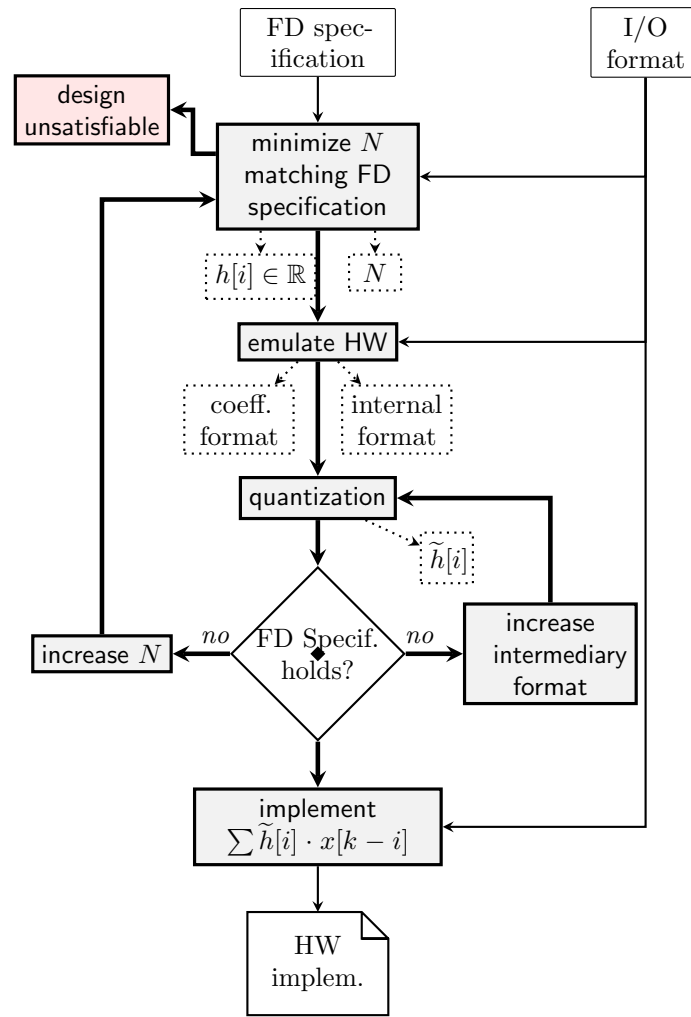 FD spec-
ification
I/O
format
design
unsatisfiable
minimize N
matching FD
specification
h[i] ∈ ℝ
N
emulate HW
coeff.
format
internal
format
quantization
h̃[i]
no
FD Specif.
holds?
no
increase N
increase
intermediary
format
implement
∑ h̃[i] · x[k − i]
HW
implem.